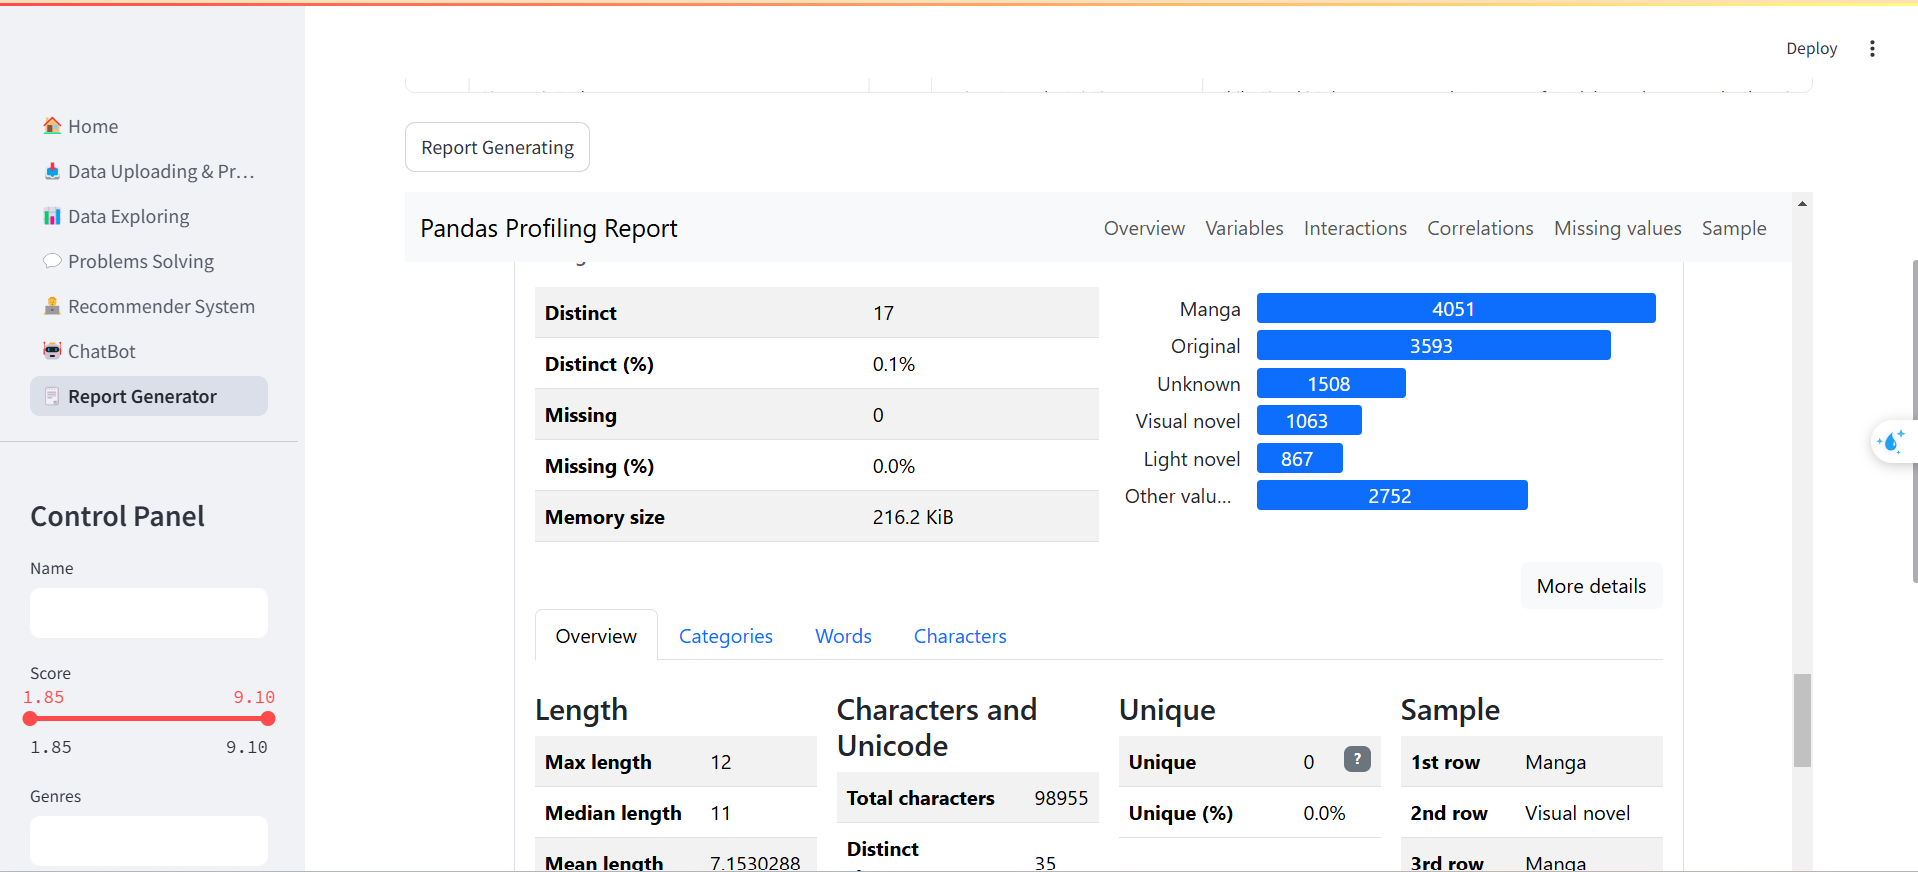 Deploy
Home
Data Uploading & Pr...
Data Exploring
Problems Solving
Recommender System
ChatBot
Report Generator
Control Panel
Name
Score
1.85 9.10
1.85 9.10
Genres
Report Generating
Pandas Profiling Report
Overview Variables Interactions Correlations Missing values Sample
Distinct 17
Distinct (%) 0.1%
Missing 0
Missing (%) 0.0%
Memory size 216.2 KiB
Manga 4051
Original 3593
Unknown 1508
Visual novel 1063
Light novel 867
Other valu... 2752
More details
Overview Categories Words Characters
Length
Max length 12
Median length 11
Mean length 7.1530288
Characters and
Unicode
Total characters 98955
Distinct
35
Unique
Unique 0 ?
Unique (%) 0.0%
Sample
1st row Manga
2nd row Visual novel
3rd row Manga